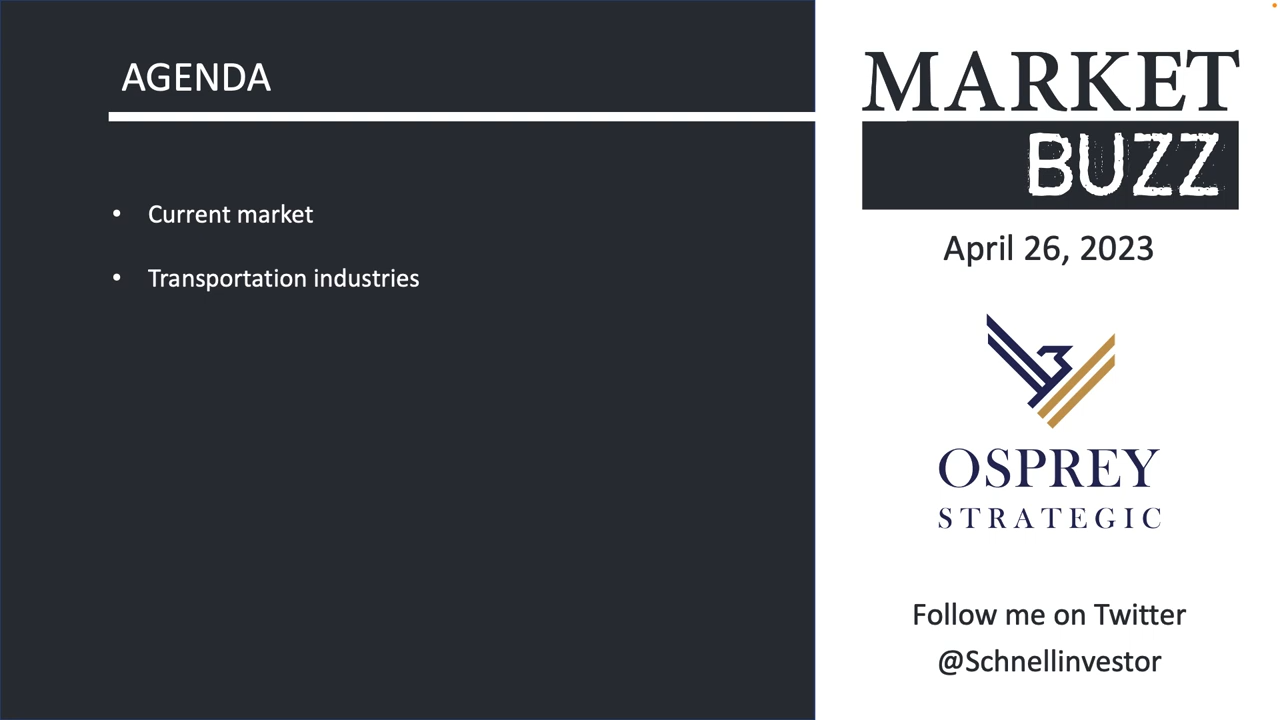 AGENDA
• Current market
• Transportation industries
MARKET
BUZZ
April 26, 2023
OSPREY
STRATEGIC
Follow me on Twitter
@Schnellinvestor